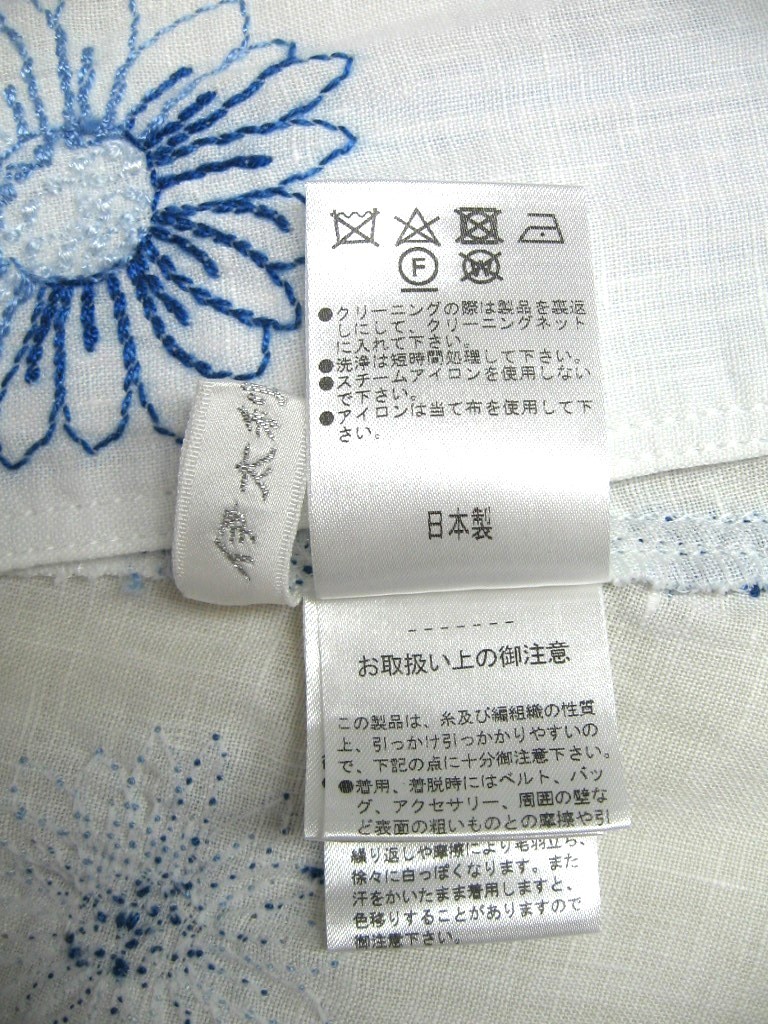 F
W
●クリーニングの際は製品を裏返
しにして、クリーニングネット
に入れて下さい。
●洗浄は短時間処理して下さい。
●スチームアイロンを使用しない
で下さい。
●アイロンは当て布を使用して下
さい。
日本製
お取扱い上の御注意
この製品は、糸及び編組織の性質
上、引っかけ引っかかりやすいの
で、下記の点に十分御注意下さい。
●着用、着脱時にはベルト、バッ
グ、アクセサリー、周囲の壁な
ど表面の粗いものとの摩擦や引
繰り返しや摩擦により毛羽立ち、
徐々に白っぽくなります。また
汗をかいたまま着用しますと、
色移りすることがありますので
御注意下さい。